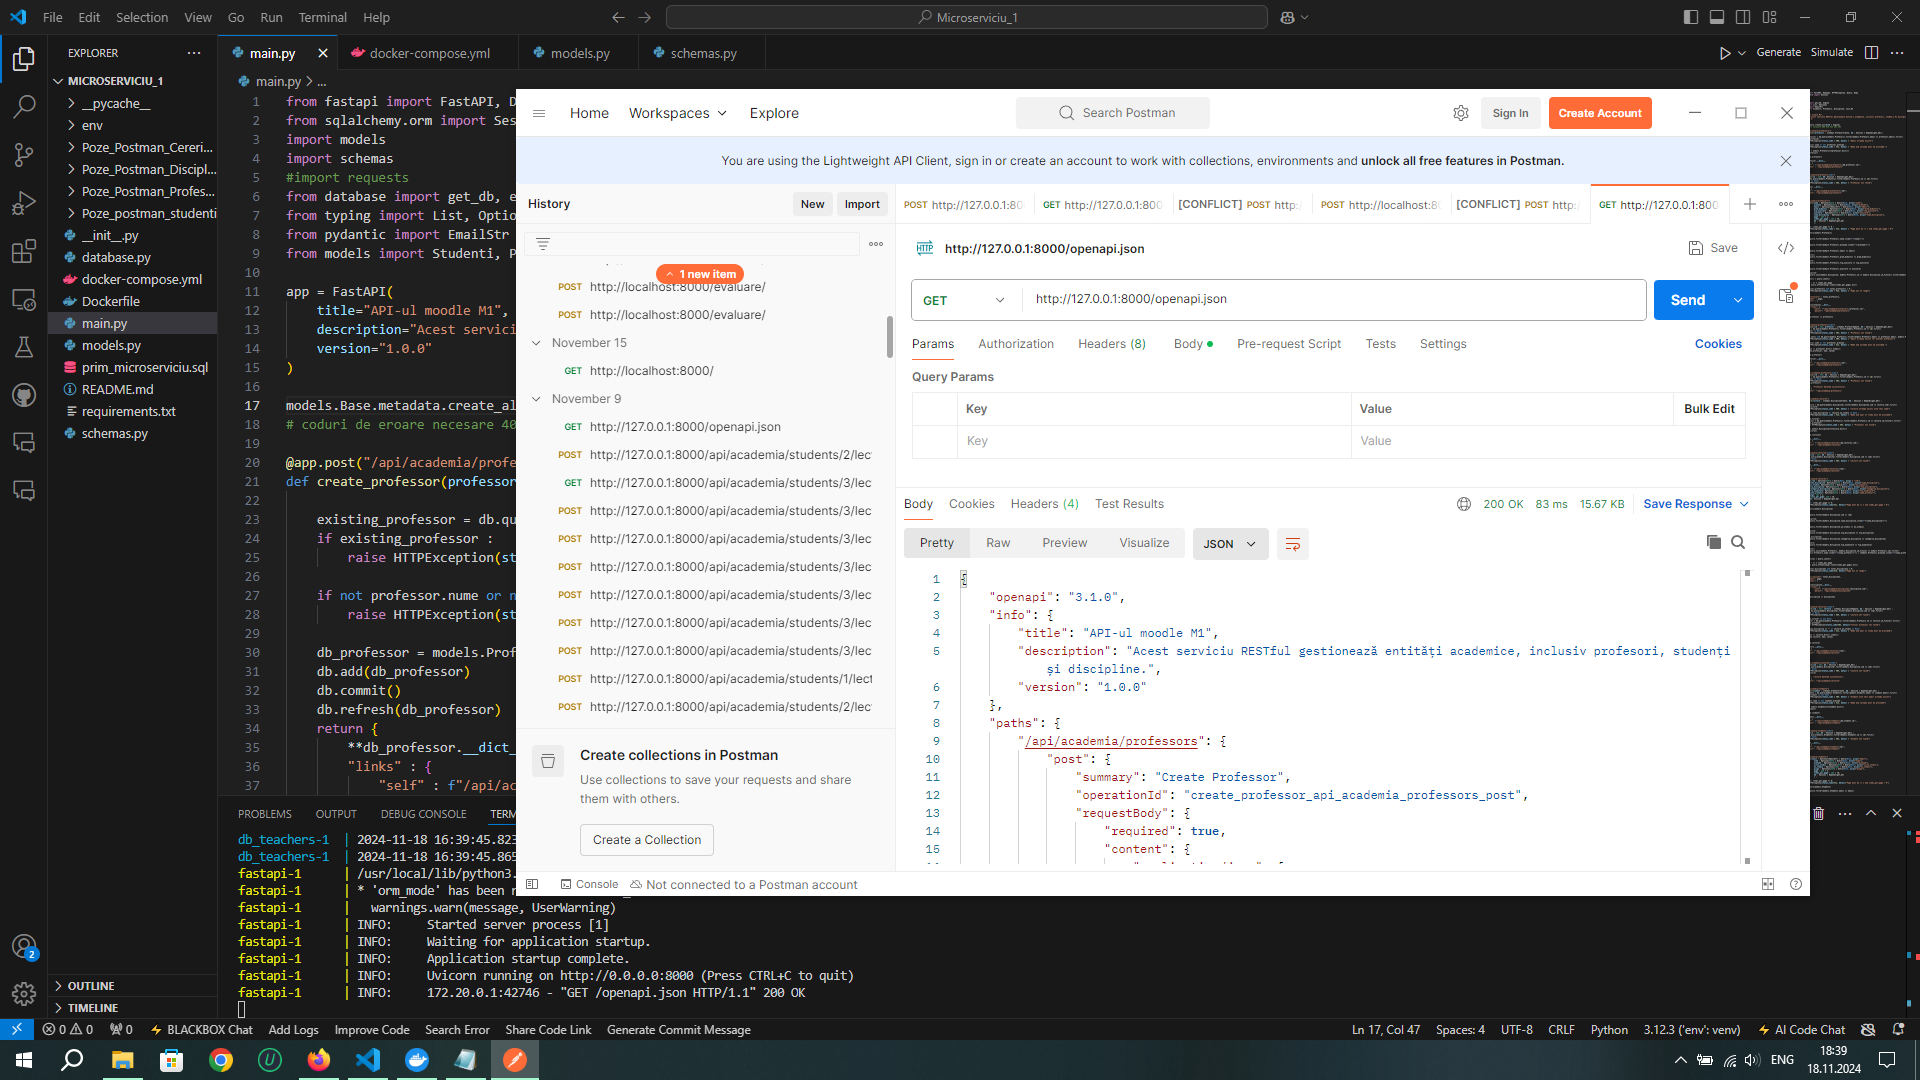 File Edit Selection View Go Run Terminal Help
Microserviciu_1
EXPLORER
MICROSERVICIU_1
__pycache__
env
Poze_Postman_Cereri...
Poze_Postman_Discipl...
Poze_Postman_Profes...
Poze_postman_studenti
__init__.py
database.py
docker-compose.yml
Dockerfile
main.py
models.py
prim_microserviciu.sql
README.md
requirements.txt
schemas.py
OUTLINE
TIMELINE
main.py docker-compose.yml models.py schemas.py
Generate Simulate
main.py > ...
1 from fastapi import FastAPI, D
2 from sqlalchemy.orm import Ses
3 import models
4 import schemas
5 #import requests
6 from database import get_db, e
7 from typing import List, Optio
8 from pydantic import EmailStr
9 from models import Studenti, P
10
11 app = FastAPI(
12 title="API-ul moodle M1",
13 description="Acest servici
14 version="1.0.0"
15 )
16
17 models.Base.metadata.create_al
18 # coduri de eroare necesare 40
19
20 @app.post("/api/academia/profe
21 def create_professor(professor
22
23 existing_professor = db.qu
24 if existing_professor :
25 raise HTTPException(st
26
27 if not professor.nume or n
28 raise HTTPException(st
29
30 db_professor = models.Prof
31 db.add(db_professor)
32 db.commit()
33 db.refresh(db_professor)
34 return {
35 **db_professor.__dict_
36 "links" : {
37 "self" : f"/api/ac
Home Workspaces Explore
Search Postman
Sign In Create Account
You are using the Lightweight API Client, sign in or create an account to work with collections, environments and unlock all free features in Postman.
History New Import
1 new item
POST http://localhost:8000/evaluare/
POST http://localhost:8000/evaluare/
November 15
GET http://localhost:8000/
November 9
GET http://127.0.0.1:8000/openapi.json
POST http://127.0.0.1:8000/api/academia/students/2/lec
GET http://127.0.0.1:8000/api/academia/students/3/lec
POST http://127.0.0.1:8000/api/academia/students/3/lec
POST http://127.0.0.1:8000/api/academia/students/3/lec
POST http://127.0.0.1:8000/api/academia/students/3/lec
POST http://127.0.0.1:8000/api/academia/students/3/lec
POST http://127.0.0.1:8000/api/academia/students/3/lec
POST http://127.0.0.1:8000/api/academia/students/3/lec
POST http://127.0.0.1:8000/api/academia/students/1/lect
POST http://127.0.0.1:8000/api/academia/students/2/lec
Create collections in Postman
Use collections to save your requests and share
them with others.
Create a Collection
POST http://127.0.0.1:80 GET http://127.0.0.1:800 [CONFLICT] POST http: POST http://localhost:8 [CONFLICT] POST http: GET http://127.0.0.1:800
HTTP http://127.0.0.1:8000/openapi.json Save
GET http://127.0.0.1:8000/openapi.json Send
Params Authorization Headers (8) Body Pre-request Script Tests Settings Cookies
Query Params
Key Value Bulk Edit
Key Value
Body Cookies Headers (4) Test Results 200 OK 83 ms 15.67 KB Save Response
Pretty Raw Preview Visualize JSON
1 {
2 "openapi": "3.1.0",
3 "info": {
4 "title": "API-ul moodle M1",
5 "description": "Acest serviciu RESTful gestionează entități academice, inclusiv profesori, studenți
și discipline.",
6 "version": "1.0.0"
7 },
8 "paths": {
9 "/api/academia/professors": {
10 "post": {
11 "summary": "Create Professor",
12 "operationId": "create_professor_api_academia_professors_post",
13 "requestBody": {
14 "required": true,
15 "content": {
Console Not connected to a Postman account
PROBLEMS OUTPUT DEBUG CONSOLE TERM
db_teachers-1 | 2024-11-18 16:39:45.823
db_teachers-1 | 2024-11-18 16:39:45.865
fastapi-1 | /usr/local/lib/python3.
fastapi-1 | * 'orm_mode' has been r
fastapi-1 | warnings.warn(message, UserWarning)
fastapi-1 | INFO: Started server process [1]
fastapi-1 | INFO: Waiting for application startup.
fastapi-1 | INFO: Application startup complete.
fastapi-1 | INFO: Uvicorn running on http://0.0.0.0:8000 (Press CTRL+C to quit)
fastapi-1 | INFO: 172.20.0.1:42746 - "GET /openapi.json HTTP/1.1" 200 OK
2
0 0 0 BLACKBOX Chat Add Logs Improve Code Search Error Share Code Link Generate Commit Message
Ln 17, Col 47 Spaces: 4 UTF-8 CRLF Python 3.12.3 ('env': venv) AI Code Chat
ENG 18:39
18.11.2024